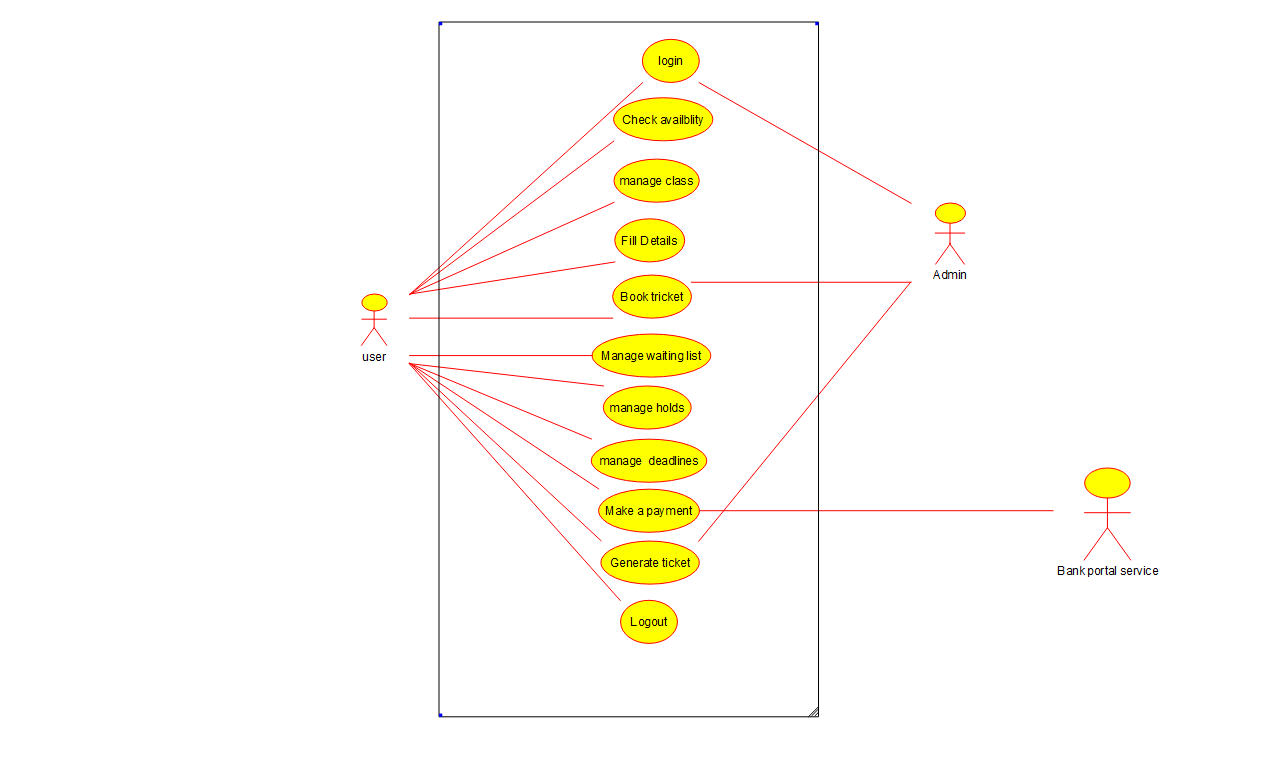 login
Check availblity
manage class
Admin
Fill Details
Book tricket
user
Manage waiting list
manage holds
manage deadlines
Make a payment
Generate ticket
Bank portal service
Logout